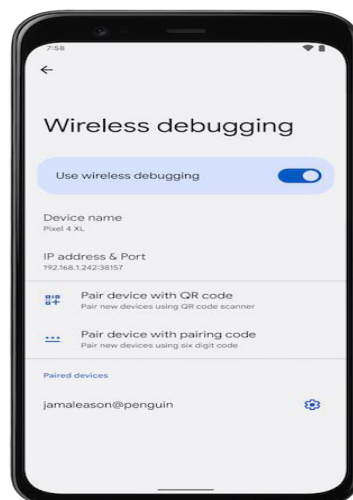 7:58
Wireless debugging
Use wireless debugging
Device name
Pixel 4 XL
IP address & Port
192.168.1.242:38157
Pair device with QR code
Pair new devices using QR code scanner
Pair device with pairing code
Pair new devices using six digit code
Paired devices
jamaleason@penguin